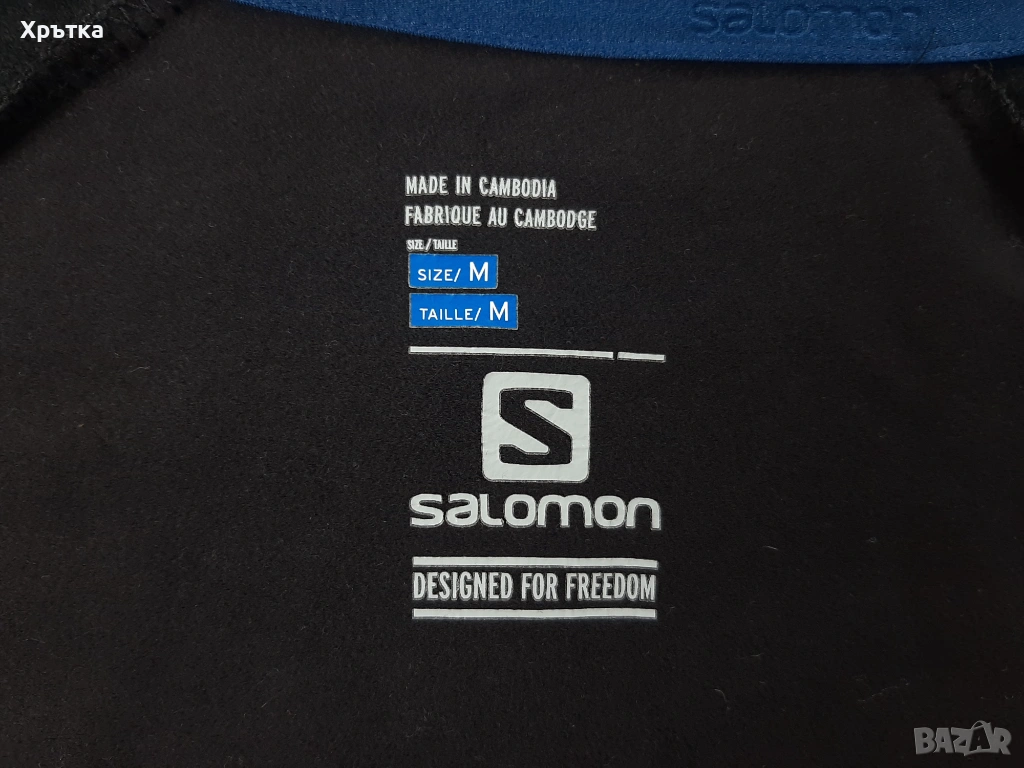 Хрътка
salomon
MADE IN CAMBODIA
FABRIQUE AU CAMBODGE
SIZE/TAILLE
SIZE/ M
TAILLE/ M
S
salomon
DESIGNED FOR FREEDOM
BAZAR